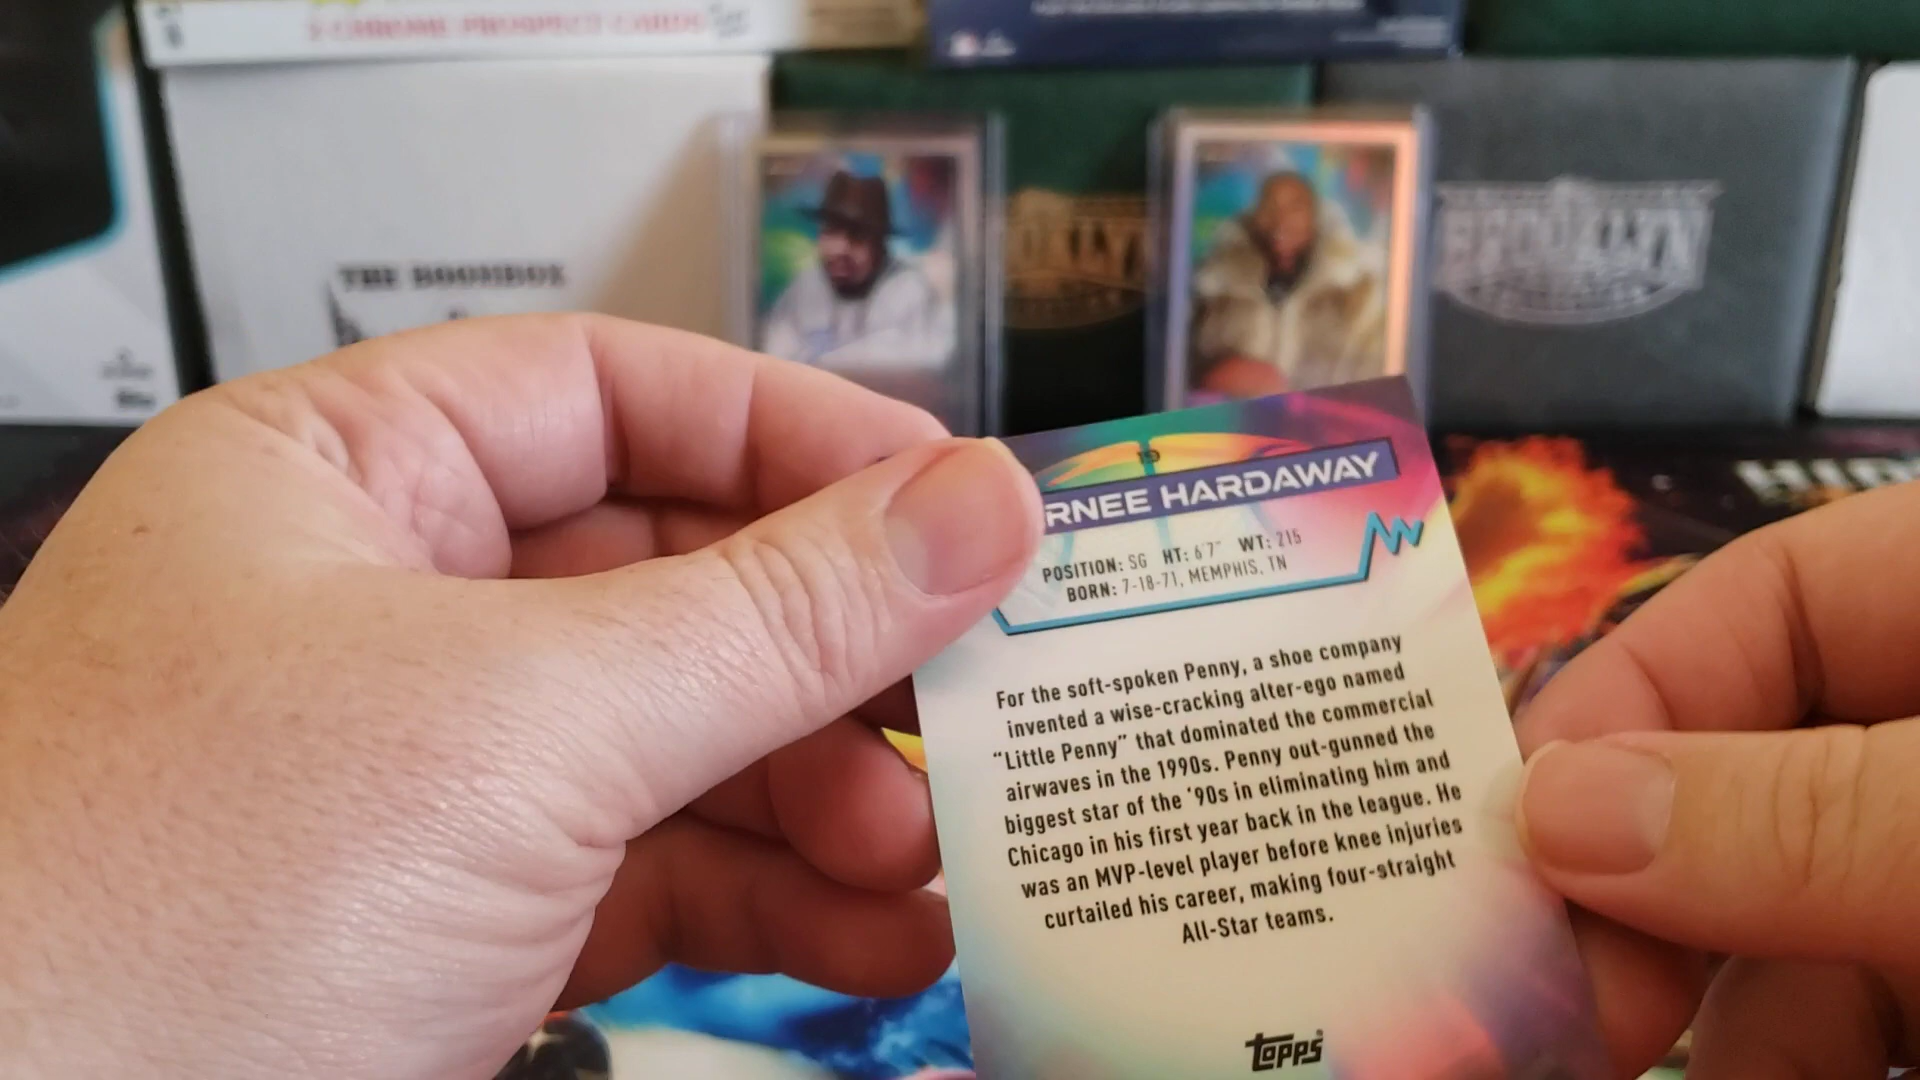 2 CHROME PROSPECT CARDS
THE BOOMBOX
BROOKLYN
19
RNEE HARDAWAY
POSITION: SG HT: 6'7" WT: 215
BORN: 7-18-71, MEMPHIS, TN
For the soft-spoken Penny, a shoe company
invented a wise-cracking alter-ego named
"Little Penny" that dominated the commercial
airwaves in the 1990s. Penny out-gunned the
biggest star of the '90s in eliminating him and
Chicago in his first year back in the league. He
was an MVP-level player before knee injuries
curtailed his career, making four-straight
All-Star teams.
topps